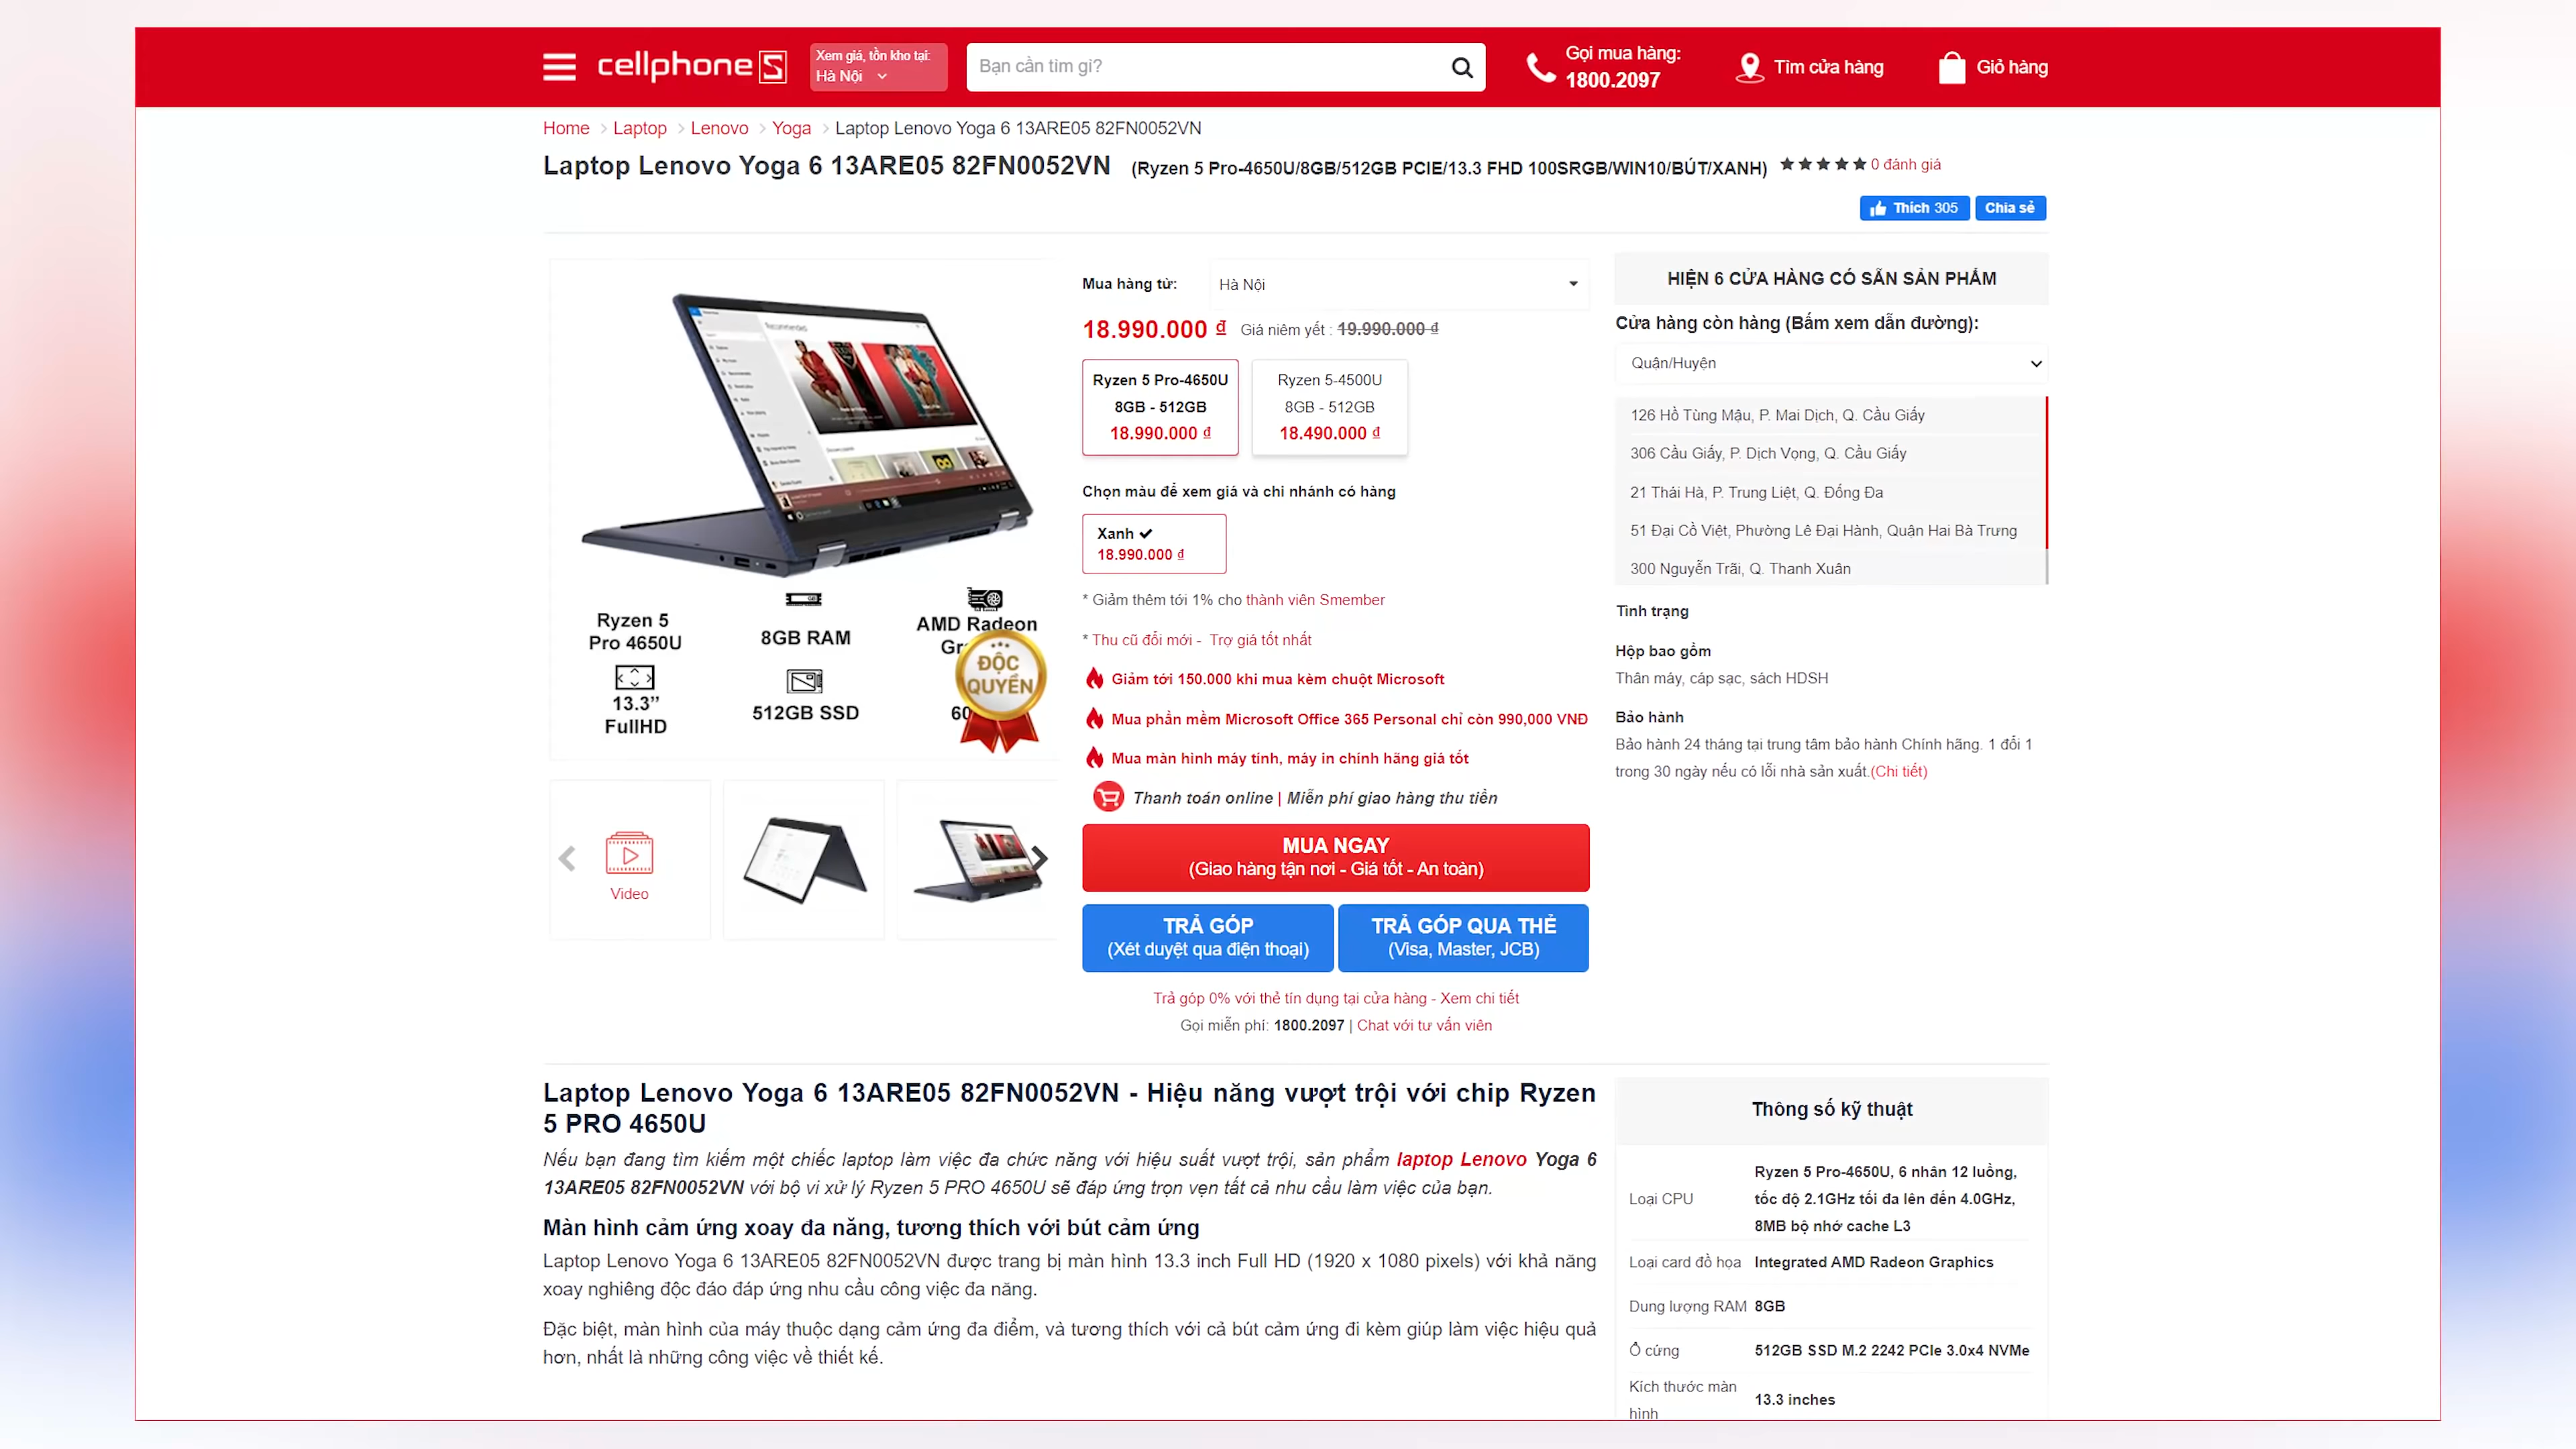 cellphoneS
Xem giá, tồn kho tại:
Hà Nội
Bạn cần tìm gì?
Gọi mua hàng:
1800.2097
Tìm cửa hàng
Giỏ hàng
Home > Laptop > Lenovo > Yoga > Laptop Lenovo Yoga 6 13ARE05 82FN0052VN
Laptop Lenovo Yoga 6 13ARE05 82FN0052VN (Ryzen 5 Pro-4650U/8GB/512GB PCIE/13.3 FHD 100SRGB/WIN10/BÚT/XANH) ★★★★★ 0 đánh giá
Thích 305
Chia sẻ
Recommended
Ryzen 5
Pro 4650U
8GB RAM
AMD Radeon
13.3”
FullHD
512GB SSD
ĐỘC
QUYỀN
Video
Mua hàng từ:
Hà Nội
18.990.000 ₫ Giá niêm yết : 19.990.000 ₫
Ryzen 5 Pro-4650U
8GB - 512GB
18.990.000 ₫
Ryzen 5-4500U
8GB - 512GB
18.490.000 ₫
Chọn màu để xem giá và chi nhánh có hàng
Xanh ✔
18.990.000 ₫
* Giảm thêm tới 1% cho thành viên Smember
* Thu cũ đổi mới - Trợ giá tốt nhất
Giảm tới 150.000 khi mua kèm chuột Microsoft
Mua phần mềm Microsoft Office 365 Personal chỉ còn 990,000 VNĐ
Mua màn hình máy tính, máy in chính hãng giá tốt
Thanh toán online | Miễn phí giao hàng thu tiền
MUA NGAY
(Giao hàng tận nơi - Giá tốt - An toàn)
TRẢ GÓP
(Xét duyệt qua điện thoại)
TRẢ GÓP QUA THẺ
(Visa, Master, JCB)
Trả góp 0% với thẻ tín dụng tại cửa hàng - Xem chi tiết
Gọi miễn phí: 1800.2097 | Chat với tư vấn viên
HIỆN 6 CỬA HÀNG CÓ SẴN SẢN PHẨM
Cửa hàng còn hàng (Bấm xem dẫn đường):
Quận/Huyện
126 Hồ Tùng Mậu, P. Mai Dịch, Q. Cầu Giấy
306 Cầu Giấy, P. Dịch Vọng, Q. Cầu Giấy
21 Thái Hà, P. Trung Liệt, Q. Đống Đa
51 Đại Cồ Việt, Phường Lê Đại Hành, Quận Hai Bà Trưng
300 Nguyễn Trãi, Q. Thanh Xuân
Tình trạng
Hộp bao gồm
Thân máy, cáp sạc, sách HDSH
Bảo hành
Bảo hành 24 tháng tại trung tâm bảo hành Chính hãng. 1 đổi 1
trong 30 ngày nếu có lỗi nhà sản xuất.(Chi tiết)
Laptop Lenovo Yoga 6 13ARE05 82FN0052VN - Hiệu năng vượt trội với chip Ryzen
5 PRO 4650U
Nếu bạn đang tìm kiếm một chiếc laptop làm việc đa chức năng với hiệu suất vượt trội, sản phẩm laptop Lenovo Yoga 6
13ARE05 82FN0052VN với bộ vi xử lý Ryzen 5 PRO 4650U sẽ đáp ứng trọn vẹn tất cả nhu cầu làm việc của bạn.
Màn hình cảm ứng xoay đa năng, tương thích với bút cảm ứng
Laptop Lenovo Yoga 6 13ARE05 82FN0052VN được trang bị màn hình 13.3 inch Full HD (1920 x 1080 pixels) với khả năng
xoay nghiêng độc đáo đáp ứng nhu cầu công việc đa năng.
Đặc biệt, màn hình của máy thuộc dạng cảm ứng đa điểm, và tương thích với cả bút cảm ứng đi kèm giúp làm việc hiệu quả
hơn, nhất là những công việc về thiết kế.
Thông số kỹ thuật
Loại CPU
Ryzen 5 Pro-4650U, 6 nhân 12 luồng,
tốc độ 2.1GHz tối đa lên đến 4.0GHz,
8MB bộ nhớ cache L3
Loại card đồ họa Integrated AMD Radeon Graphics
Dung lượng RAM 8GB
Ổ cứng 512GB SSD M.2 2242 PCIe 3.0x4 NVMe
Kích thước màn
hình
13.3 inches